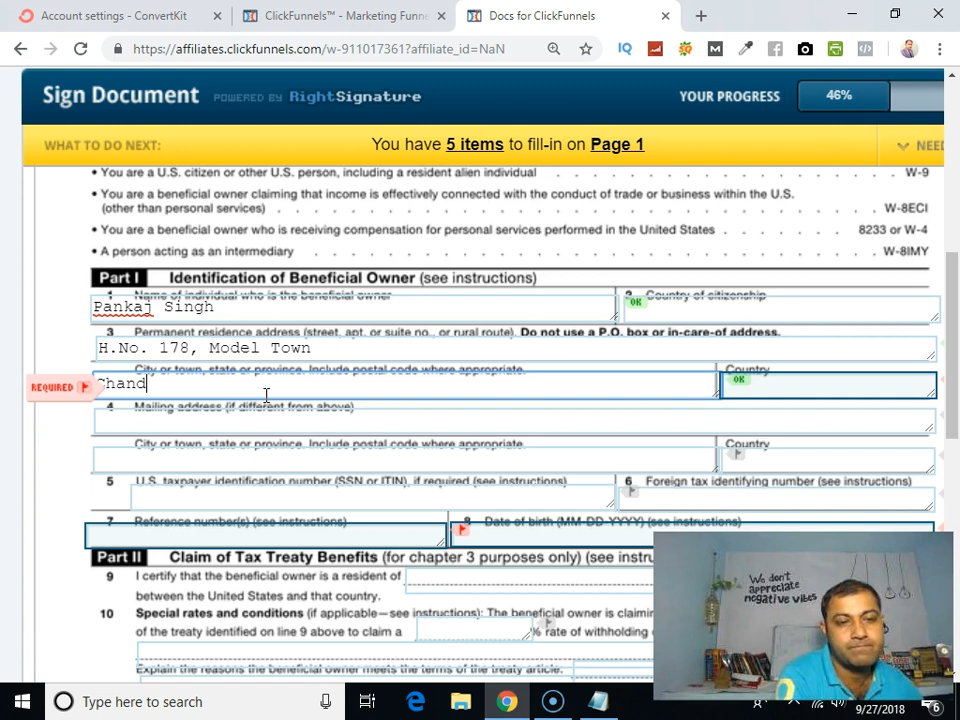 Account settings - ConvertKit
ClickFunnels™ - Marketing Funne
Docs for ClickFunnels
https://affiliates.clickfunnels.com/w-911017361?affiliate_id=NaN
Sign Document POWERED BY RightSignature
YOUR PROGRESS 46%
WHAT TO DO NEXT: You have 5 items to fill-in on Page 1 NEE
• You are a U.S. citizen or other U.S. person, including a resident alien individual . . . . . . . . . . W-9
• You are a beneficial owner claiming that income is effectively connected with the conduct of trade or business within the U.S.
(other than personal services) . . . . . . . . . . . . . . . . . . . . . W-8ECI
• You are a beneficial owner who is receiving compensation for personal services performed in the United States . . . . . . . 8233 or W-4
• A person acting as an intermediary . . . . . . . . . . . . . . . . . . . . W-8IMY
Part I Identification of Beneficial Owner (see instructions)
1 Name of individual who is the beneficial owner
2 Country of citizenship
Pankaj Singh
OK
3 Permanent residence address (street, apt. or suite no., or rural route). Do not use a P.O. box or in-care-of address.
H.No. 178, Model Town
City or town, state or province. Include postal code where appropriate.
Country
REQUIRED
Chand
OK
4 Mailing address (if different from above)
City or town, state or province. Include postal code where appropriate.
Country
5 U.S. taxpayer identification number (SSN or ITIN), if required (see instructions)
6 Foreign tax identifying number (see instructions)
7 Reference number(s) (see instructions)
8 Date of birth (MM-DD-YYYY) (see instructions)
Part II Claim of Tax Treaty Benefits (for chapter 3 purposes only) (see instru
9 I certify that the beneficial owner is a resident of
between the United States and that country.
10 Special rates and conditions (if applicable—see instructions): The beneficial owner is claimin
of the treaty identified on line 9 above to claim a % rate of withholding
Explain the reasons the beneficial owner meets the terms of the treaty article:
We don't
appreciate
negative vibes
Type here to search
9/27/2018
6